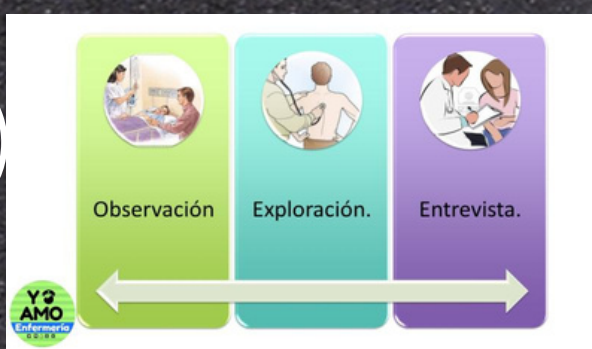 Observación
Exploración.
Entrevista.
YO
AMO
Enfermería